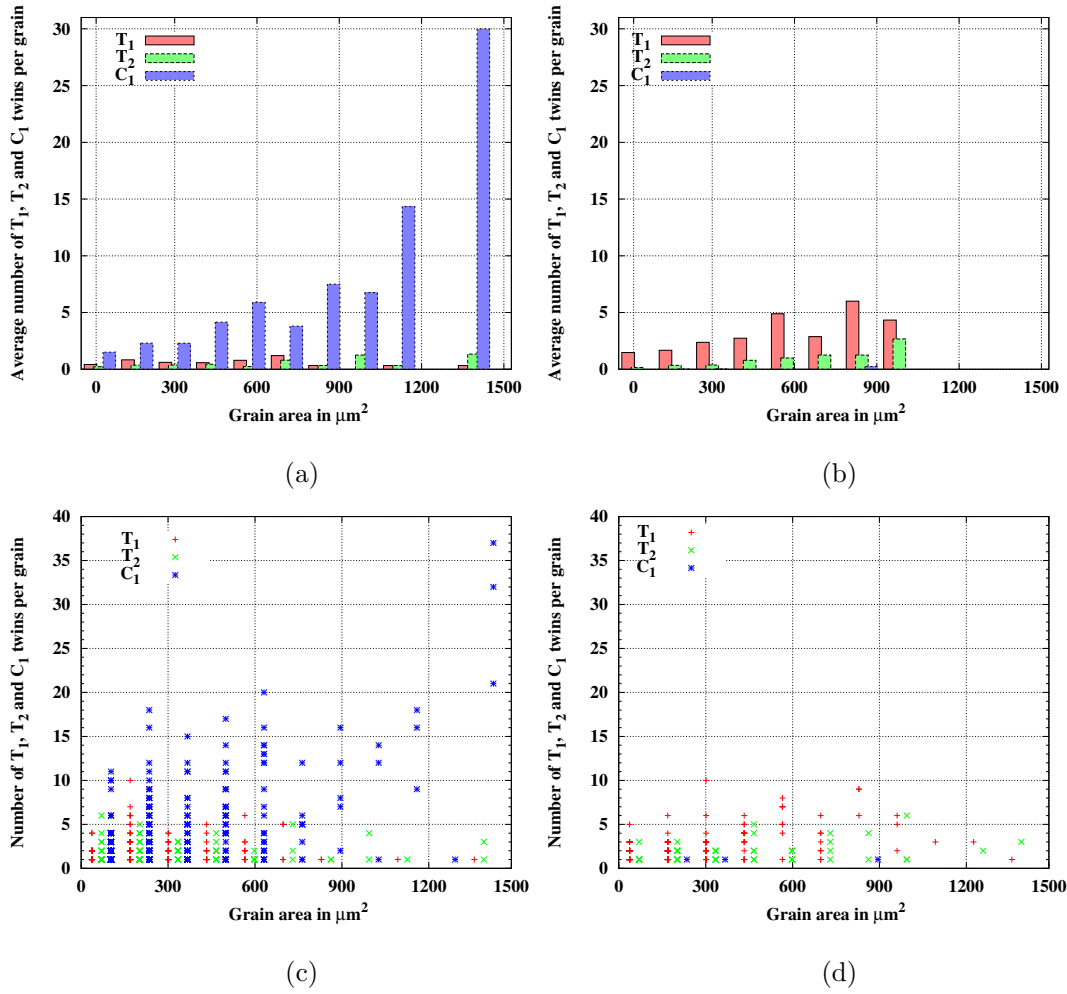 Average number of T₁, T₂ and C₁ twins per grain
30
25
20
15
10
5
0
T₁
T₂
C₁
0 300 600 900 1200 1500
Grain area in μm²
(a)
Average number of T₁, T₂ and C₁ twins per grain
30
25
20
15
10
5
0
T₁
T₂
C₁
0 300 600 900 1200 1500
Grain area in μm²
(b)
Number of T₁, T₂ and C₁ twins per grain
40
35
30
25
20
15
10
5
0
T₁
T₂
C₁
0 300 600 900 1200 1500
Grain area in μm²
(c)
Number of T₁, T₂ and C₁ twins per grain
40
35
30
25
20
15
10
5
0
T₁
T₂
C₁
0 300 600 900 1200 1500
Grain area in μm²
(d)